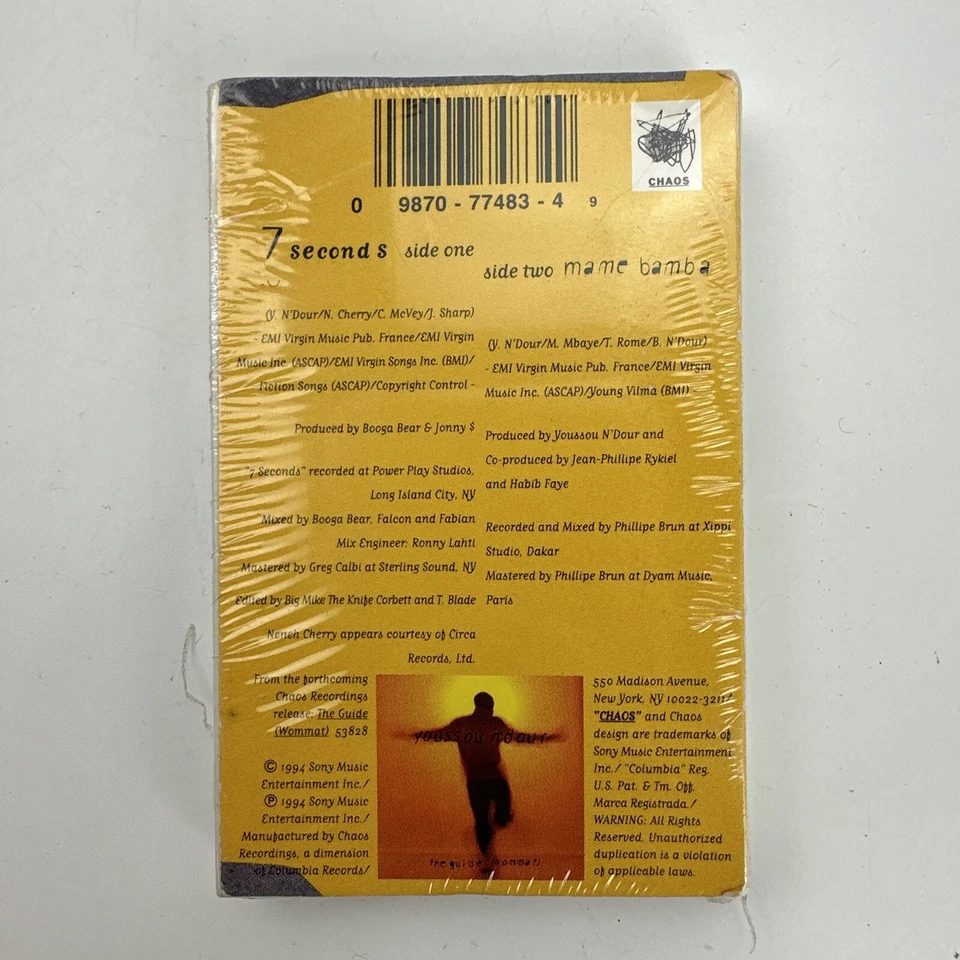 CHAOS
0 9870 - 77483 - 4 9
7 seconds side one
side two mame bamba
(Y. N'Dour/N. Cherry/C. McVey/J. Sharp)
- EMI Virgin Music Pub. France/EMI Virgin
Music Inc. (ASCAP)/EMI Virgin Songs Inc. (BMI)/
Notion Songs (ASCAP)/Copyright Control -
Produced by Booga Bear & Jonny $
"7 Seconds" recorded at Power Play Studios,
Long Island City, NY
Mixed by Booga Bear, Falcon and Fabian
Mix Engineer: Ronny Lahti
Mastered by Greg Calbi at Sterling Sound, NY
Edited by Big Mike The Knife Corbett and T. Blade
Neneh Cherry appears courtesy of Circa
Records, Ltd.
(Y. N'Dour/M. Mbaye/T. Rome/B. N'Dour)
- EMI Virgin Music Pub. France/EMI Virgin
Music Inc. (ASCAP)/Young Vilma (BMI) -
Produced by Youssou N'Dour and
Co-produced by Jean-Phillipe Rykiel
and Habib Faye
Recorded and Mixed by Phillipe Brun at Xippi
Studio, Dakar
Mastered by Phillipe Brun at Dyam Music,
Paris
From the forthcoming
Chaos Recordings
release: The Guide
(Wommat) 53828
© 1994 Sony Music
Entertainment Inc./
℗ 1994 Sony Music
Entertainment Inc./
Manufactured by Chaos
Recordings, a dimension
of Columbia Records/
youssou n'dour
the guide (wommat)
550 Madison Avenue,
New York, NY 10022-3211/
"CHAOS" and Chaos
design are trademarks of
Sony Music Entertainment
Inc./ "Columbia" Reg.
U.S. Pat. & Tm. Off.
Marca Registrada./
WARNING: All Rights
Reserved. Unauthorized
duplication is a violation
of applicable laws.